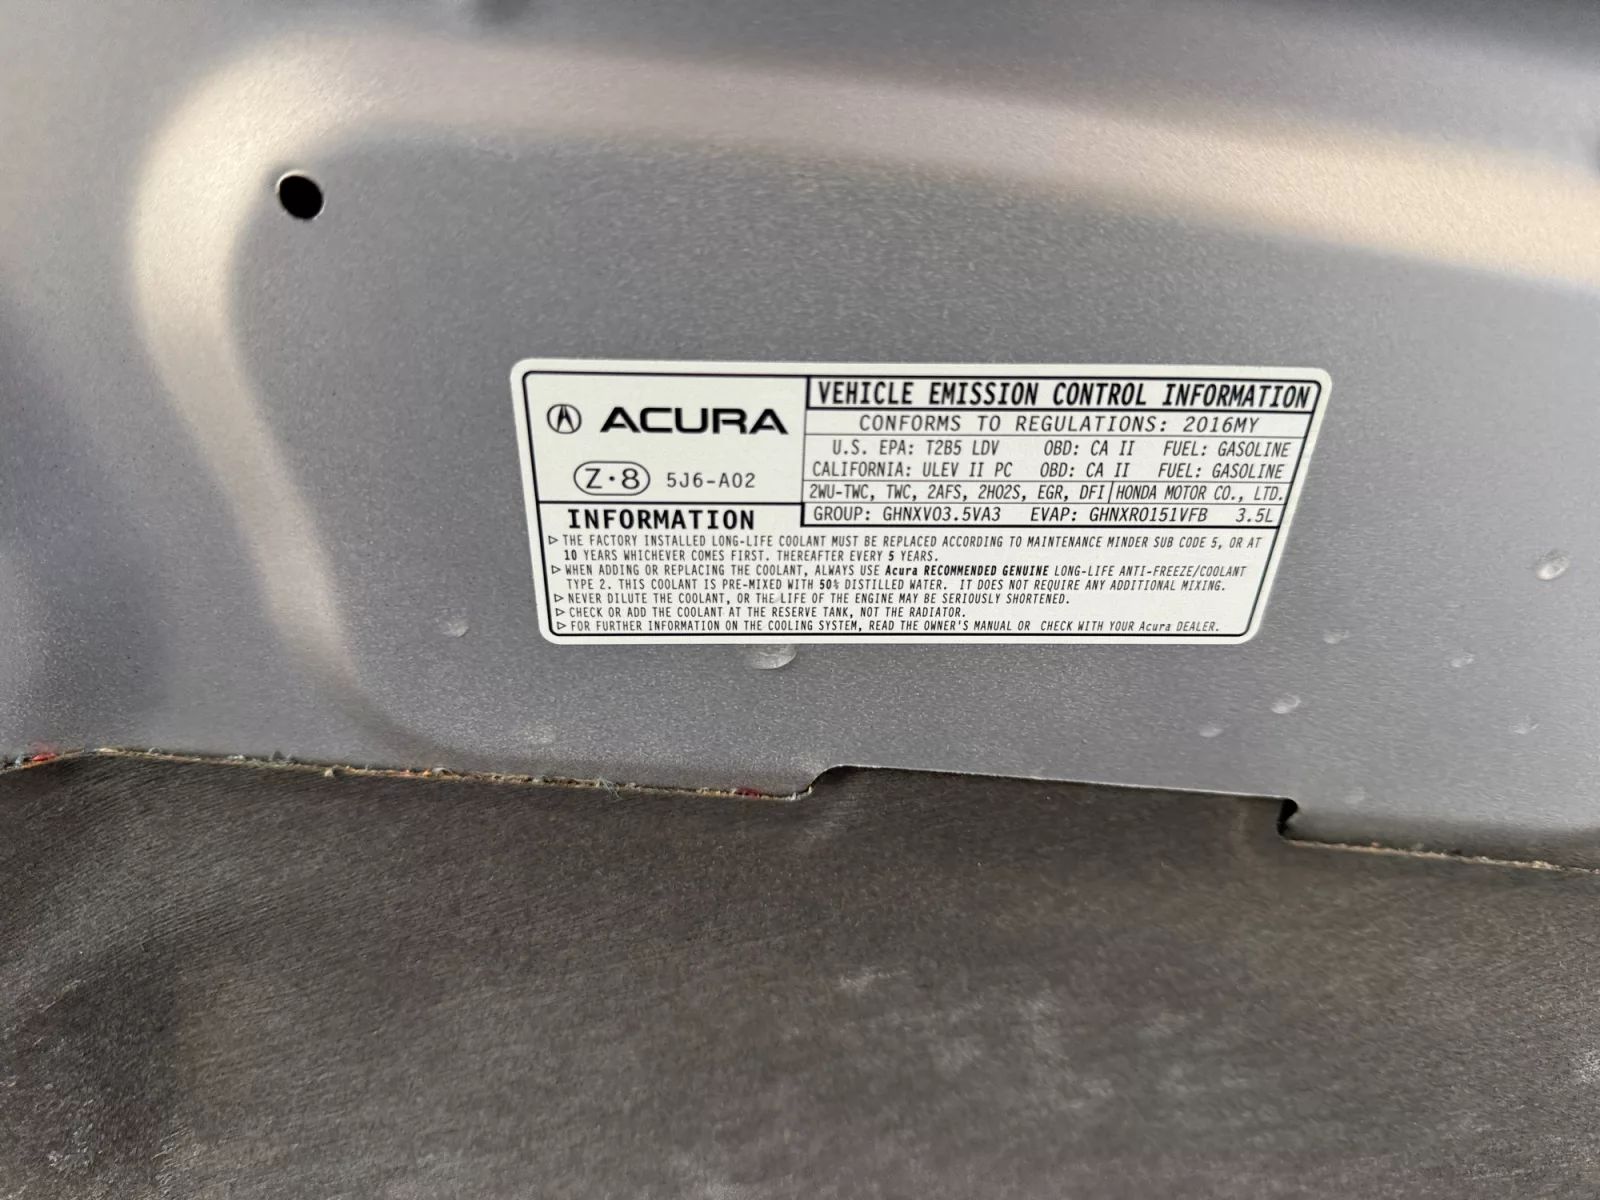 ACURA
Z·8 5J6-A02
VEHICLE EMISSION CONTROL INFORMATION
CONFORMS TO REGULATIONS: 2016MY
U.S. EPA: T2B5 LDV OBD: CA II FUEL: GASOLINE
CALIFORNIA: ULEV II PC OBD: CA II FUEL: GASOLINE
2WU-TWC, TWC, 2AFS, 2HO2S, EGR, DFI HONDA MOTOR CO., LTD.
GROUP: GHNXV03.5VA3 EVAP: GHNXR0151VFB 3.5L
INFORMATION
▷ THE FACTORY INSTALLED LONG-LIFE COOLANT MUST BE REPLACED ACCORDING TO MAINTENANCE MINDER SUB CODE 5, OR AT
10 YEARS WHICHEVER COMES FIRST. THEREAFTER EVERY 5 YEARS.
▷ WHEN ADDING OR REPLACING THE COOLANT, ALWAYS USE Acura RECOMMENDED GENUINE LONG-LIFE ANTI-FREEZE/COOLANT
TYPE 2. THIS COOLANT IS PRE-MIXED WITH 50% DISTILLED WATER. IT DOES NOT REQUIRE ANY ADDITIONAL MIXING.
▷ NEVER DILUTE THE COOLANT, OR THE LIFE OF THE ENGINE MAY BE SERIOUSLY SHORTENED.
▷ CHECK OR ADD THE COOLANT AT THE RESERVE TANK, NOT THE RADIATOR.
▷ FOR FURTHER INFORMATION ON THE COOLING SYSTEM, READ THE OWNER'S MANUAL OR CHECK WITH YOUR Acura DEALER.